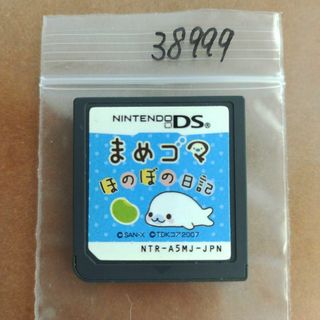 38999
NINTENDO DS
まめゴマ
ほのぼの日記
©SAN-X ©TDKコア2007
NTR-A5MJ-JPN